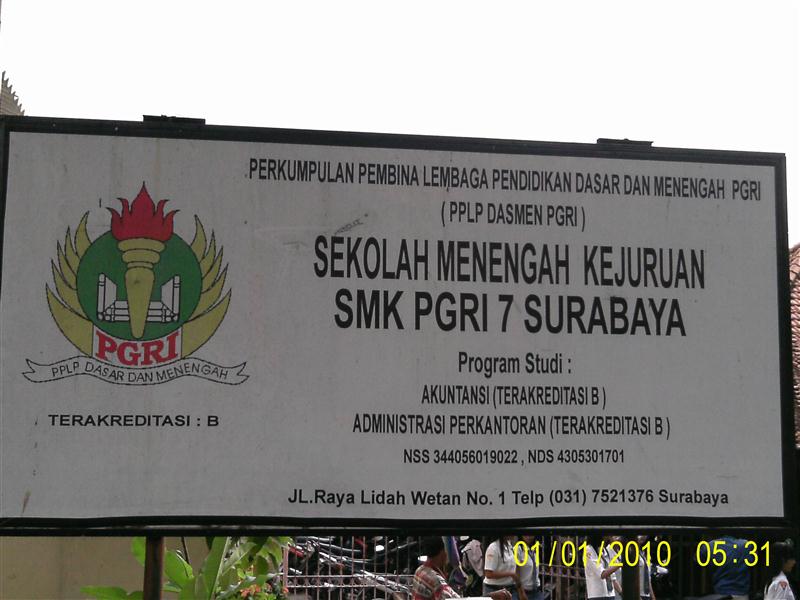 PERKUMPULAN PEMBINA LEMBAGA PENDIDIKAN DASAR DAN MENENGAH PGRI
( PPLP DASMEN PGRI )
SEKOLAH MENENGAH KEJURUAN
SMK PGRI 7 SURABAYA
Program Studi :
AKUNTANSI (TERAKREDITASI B )
ADMINISTRASI PERKANTORAN (TERAKREDITASI B )
NSS 344056019022 , NDS 4305301701
JL.Raya Lidah Wetan No. 1 Telp (031) 7521376 Surabaya
PGRI
PPLP DASAR DAN MENENGAH
TERAKREDITASI : B
01/01/2010 05:31